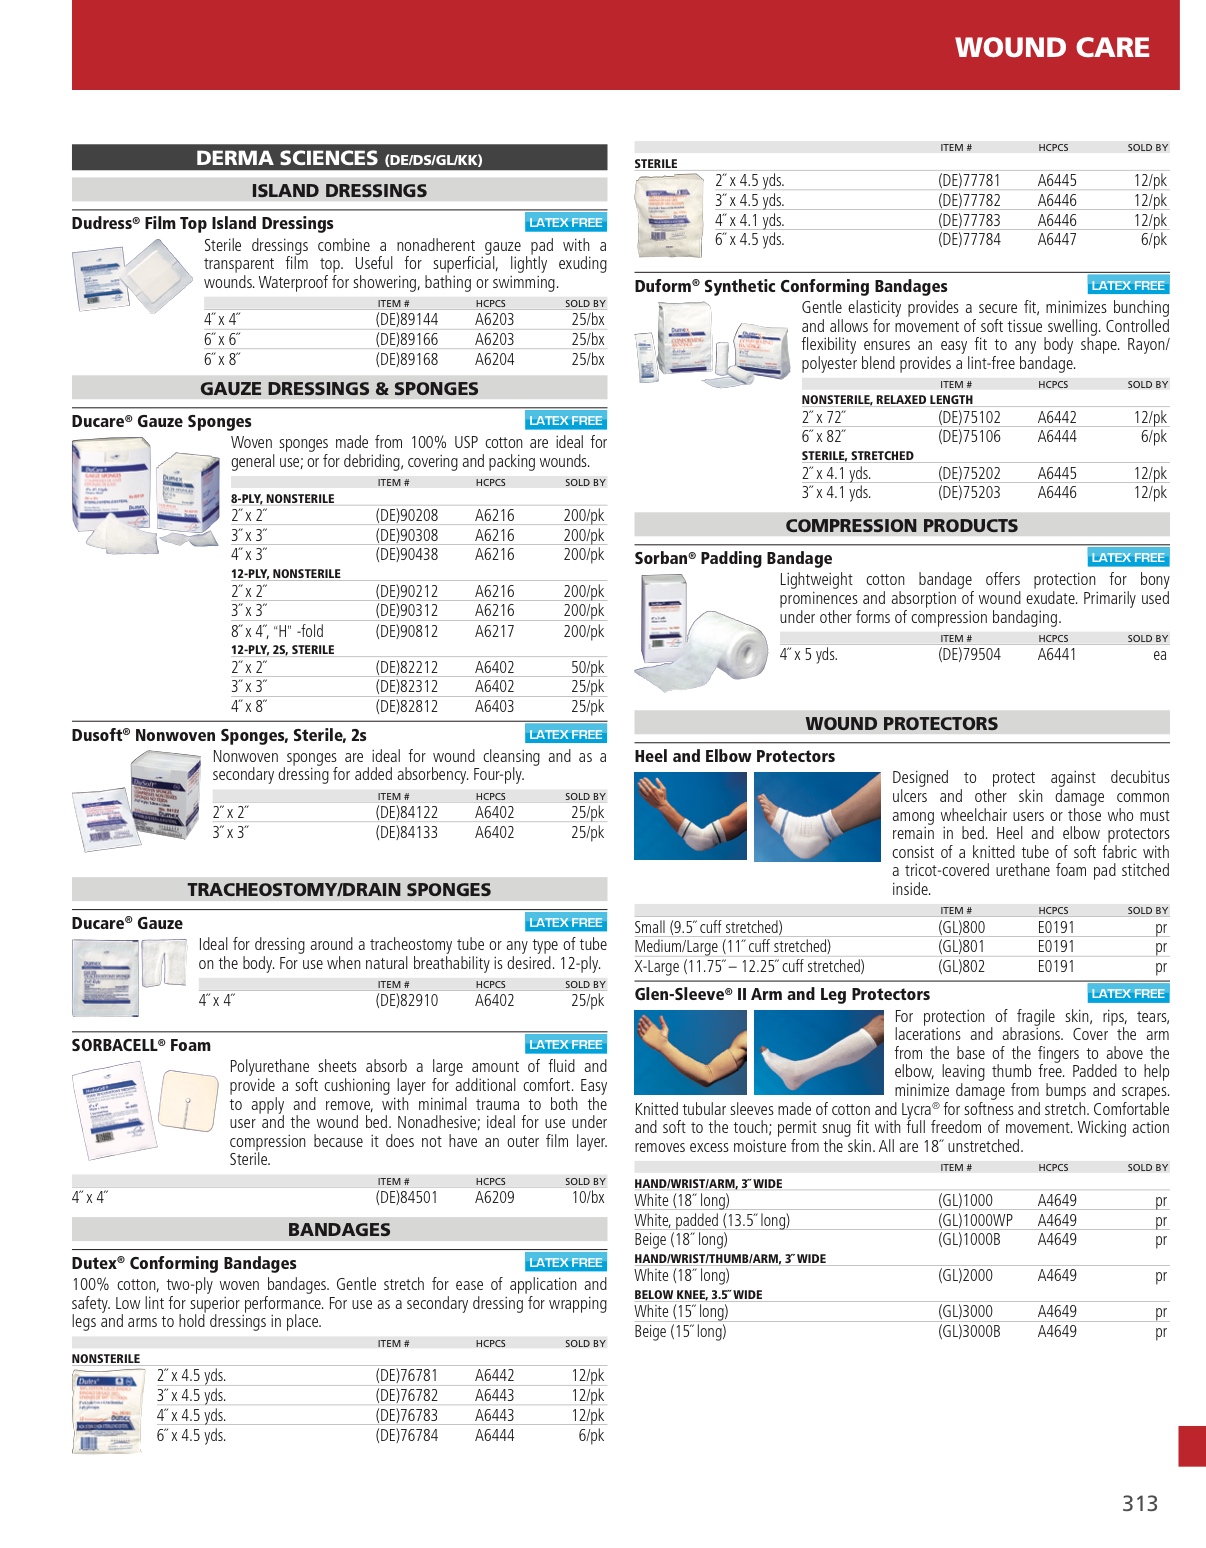 WOUND CARE
DERMA SCIENCES (DE/DS/GL/KK)
ISLAND DRESSINGS
Dudress® Film Top Island Dressings LATEX FREE
Sterile dressings combine a nonadherent gauze pad with a
transparent film top. Useful for superficial, lightly exuding
wounds. Waterproof for showering, bathing or swimming.
ITEM # HCPCS SOLD BY
4˝ x 4˝ (DE)89144 A6203 25/bx
6˝ x 6˝ (DE)89166 A6203 25/bx
6˝ x 8˝ (DE)89168 A6204 25/bx
GAUZE DRESSINGS & SPONGES
Ducare® Gauze Sponges LATEX FREE
Woven sponges made from 100% USP cotton are ideal for
general use; or for debriding, covering and packing wounds.
ITEM # HCPCS SOLD BY
8-PLY, NONSTERILE
2˝ x 2˝ (DE)90208 A6216 200/pk
3˝ x 3˝ (DE)90308 A6216 200/pk
4˝ x 3˝ (DE)90438 A6216 200/pk
12-PLY, NONSTERILE
2˝ x 2˝ (DE)90212 A6216 200/pk
3˝ x 3˝ (DE)90312 A6216 200/pk
8˝ x 4˝, “H” -fold (DE)90812 A6217 200/pk
12-PLY, 2S, STERILE
2˝ x 2˝ (DE)82212 A6402 50/pk
3˝ x 3˝ (DE)82312 A6402 25/pk
4˝ x 8˝ (DE)82812 A6403 25/pk
Dusoft® Nonwoven Sponges, Sterile, 2s LATEX FREE
Nonwoven sponges are ideal for wound cleansing and as a
secondary dressing for added absorbency. Four-ply.
ITEM # HCPCS SOLD BY
2˝ x 2˝ (DE)84122 A6402 25/pk
3˝ x 3˝ (DE)84133 A6402 25/pk
TRACHEOSTOMY/DRAIN SPONGES
Ducare® Gauze LATEX FREE
Ideal for dressing around a tracheostomy tube or any type of tube
on the body. For use when natural breathability is desired. 12-ply.
ITEM # HCPCS SOLD BY
4˝ x 4˝ (DE)82910 A6402 25/pk
SORBACELL® Foam LATEX FREE
Polyurethane sheets absorb a large amount of fluid and
provide a soft cushioning layer for additional comfort. Easy
to apply and remove, with minimal trauma to both the
user and the wound bed. Nonadhesive; ideal for use under
compression because it does not have an outer film layer.
Sterile.
ITEM # HCPCS SOLD BY
4˝ x 4˝ (DE)84501 A6209 10/bx
BANDAGES
Dutex® Conforming Bandages LATEX FREE
100% cotton, two-ply woven bandages. Gentle stretch for ease of application and
safety. Low lint for superior performance. For use as a secondary dressing for wrapping
legs and arms to hold dressings in place.
ITEM # HCPCS SOLD BY
NONSTERILE
2˝ x 4.5 yds. (DE)76781 A6442 12/pk
3˝ x 4.5 yds. (DE)76782 A6443 12/pk
4˝ x 4.5 yds. (DE)76783 A6443 12/pk
6˝ x 4.5 yds. (DE)76784 A6444 6/pk
ITEM # HCPCS SOLD BY
STERILE
2˝ x 4.5 yds. (DE)77781 A6445 12/pk
3˝ x 4.5 yds. (DE)77782 A6446 12/pk
4˝ x 4.1 yds. (DE)77783 A6446 12/pk
6˝ x 4.5 yds. (DE)77784 A6447 6/pk
Duform® Synthetic Conforming Bandages LATEX FREE
Gentle elasticity provides a secure fit, minimizes bunching
and allows for movement of soft tissue swelling. Controlled
flexibility ensures an easy fit to any body shape. Rayon/
polyester blend provides a lint-free bandage.
ITEM # HCPCS SOLD BY
NONSTERILE, RELAXED LENGTH
2˝ x 72˝ (DE)75102 A6442 12/pk
6˝ x 82˝ (DE)75106 A6444 6/pk
STERILE, STRETCHED
2˝ x 4.1 yds. (DE)75202 A6445 12/pk
3˝ x 4.1 yds. (DE)75203 A6446 12/pk
COMPRESSION PRODUCTS
Sorban® Padding Bandage LATEX FREE
Lightweight cotton bandage offers protection for bony
prominences and absorption of wound exudate. Primarily used
under other forms of compression bandaging.
ITEM # HCPCS SOLD BY
4˝ x 5 yds. (DE)79504 A6441 ea
WOUND PROTECTORS
Heel and Elbow Protectors
Designed to protect against decubitus
ulcers and other skin damage common
among wheelchair users or those who must
remain in bed. Heel and elbow protectors
consist of a knitted tube of soft fabric with
a tricot-covered urethane foam pad stitched
inside.
ITEM # HCPCS SOLD BY
Small (9.5˝ cuff stretched) (GL)800 E0191 pr
Medium/Large (11˝ cuff stretched) (GL)801 E0191 pr
X-Large (11.75˝ – 12.25˝ cuff stretched) (GL)802 E0191 pr
Glen-Sleeve® II Arm and Leg Protectors LATEX FREE
For protection of fragile skin, rips, tears,
lacerations and abrasions. Cover the arm
from the base of the fingers to above the
elbow, leaving thumb free. Padded to help
minimize damage from bumps and scrapes.
Knitted tubular sleeves made of cotton and Lycra® for softness and stretch. Comfortable
and soft to the touch; permit snug fit with full freedom of movement. Wicking action
removes excess moisture from the skin. All are 18˝ unstretched.
ITEM # HCPCS SOLD BY
HAND/WRIST/ARM, 3˝ WIDE
White (18˝ long) (GL)1000 A4649 pr
White, padded (13.5˝ long) (GL)1000WP A4649 pr
Beige (18˝ long) (GL)1000B A4649 pr
HAND/WRIST/THUMB/ARM, 3˝ WIDE
White (18˝ long) (GL)2000 A4649 pr
BELOW KNEE, 3.5˝ WIDE
White (15˝ long) (GL)3000 A4649 pr
Beige (15˝ long) (GL)3000B A4649 pr
313